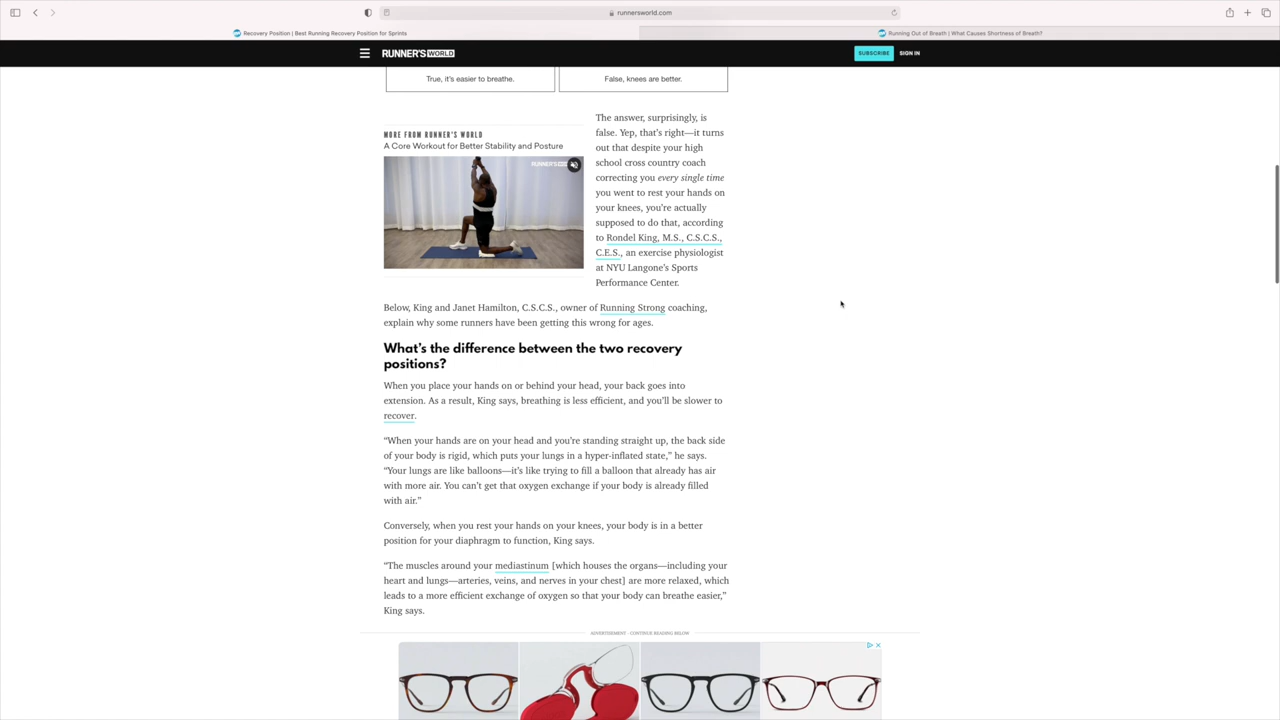 runnersworld.com
Recovery Position | Best Running Recovery Position for Sprints
Running Out of Breath | What Causes Shortness of Breath?
RUNNER'S WORLD
SUBSCRIBE
SIGN IN
True, it's easier to breathe.
False, knees are better.
MORE FROM RUNNER'S WORLD
A Core Workout for Better Stability and Posture
The answer, surprisingly, is
false. Yep, that's right—it turns
out that despite your high
school cross country coach
correcting you every single time
you went to rest your hands on
your knees, you're actually
supposed to do that, according
to Rondel King, M.S., C.S.C.S.,
C.E.S., an exercise physiologist
at NYU Langone's Sports
Performance Center.
Below, King and Janet Hamilton, C.S.C.S., owner of Running Strong coaching,
explain why some runners have been getting this wrong for ages.
What's the difference between the two recovery
positions?
When you place your hands on or behind your head, your back goes into
extension. As a result, King says, breathing is less efficient, and you'll be slower to
recover.
“When your hands are on your head and you're standing straight up, the back side
of your body is rigid, which puts your lungs in a hyper-inflated state,” he says.
“Your lungs are like balloons—it's like trying to fill a balloon that already has air
with more air. You can't get that oxygen exchange if your body is already filled
with air.”
Conversely, when you rest your hands on your knees, your body is in a better
position for your diaphragm to function, King says.
“The muscles around your mediastinum [which houses the organs—including your
heart and lungs—arteries, veins, and nerves in your chest] are more relaxed, which
leads to a more efficient exchange of oxygen so that your body can breathe easier,”
King says.
ADVERTISEMENT - CONTINUE READING BELOW